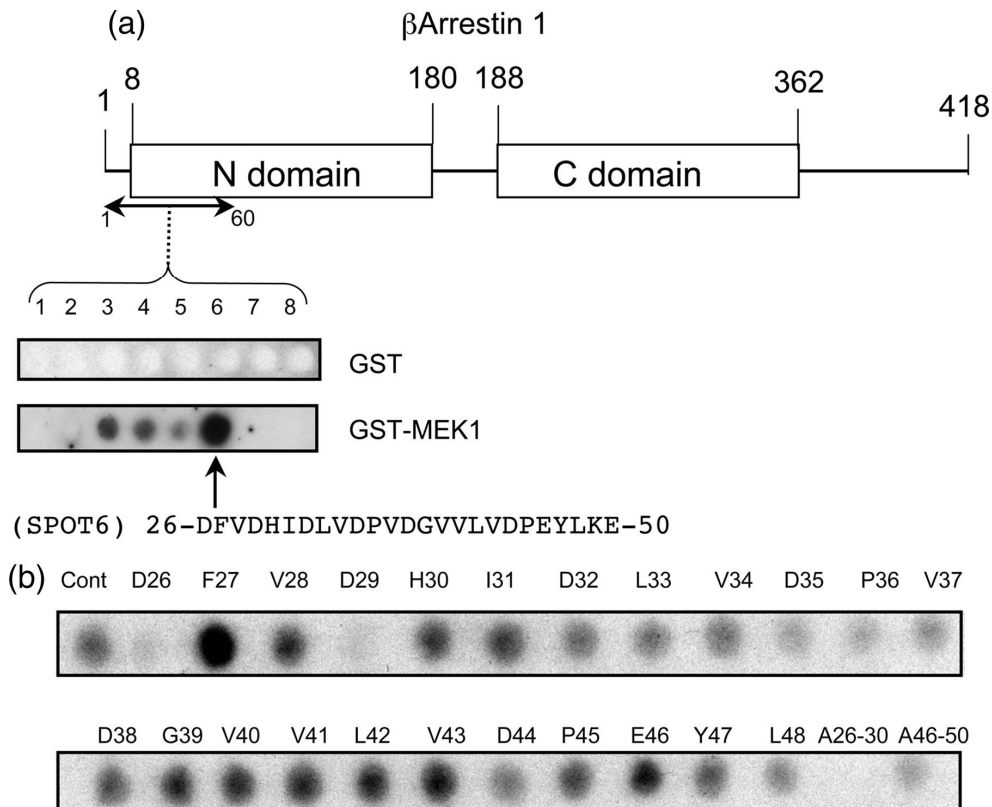 (a)
βArrestin 1
1 8 180 188 362 418
N domain C domain
1 60
1 2 3 4 5 6 7 8
GST
GST-MEK1
(SPOT6) 26-DFVDHIDLVDPVDGVVLVDPEYLKE-50
(b)
Cont D26 F27 V28 D29 H30 I31 D32 L33 V34 D35 P36 V37
D38 G39 V40 V41 L42 V43 D44 P45 E46 Y47 L48 A26-30 A46-50